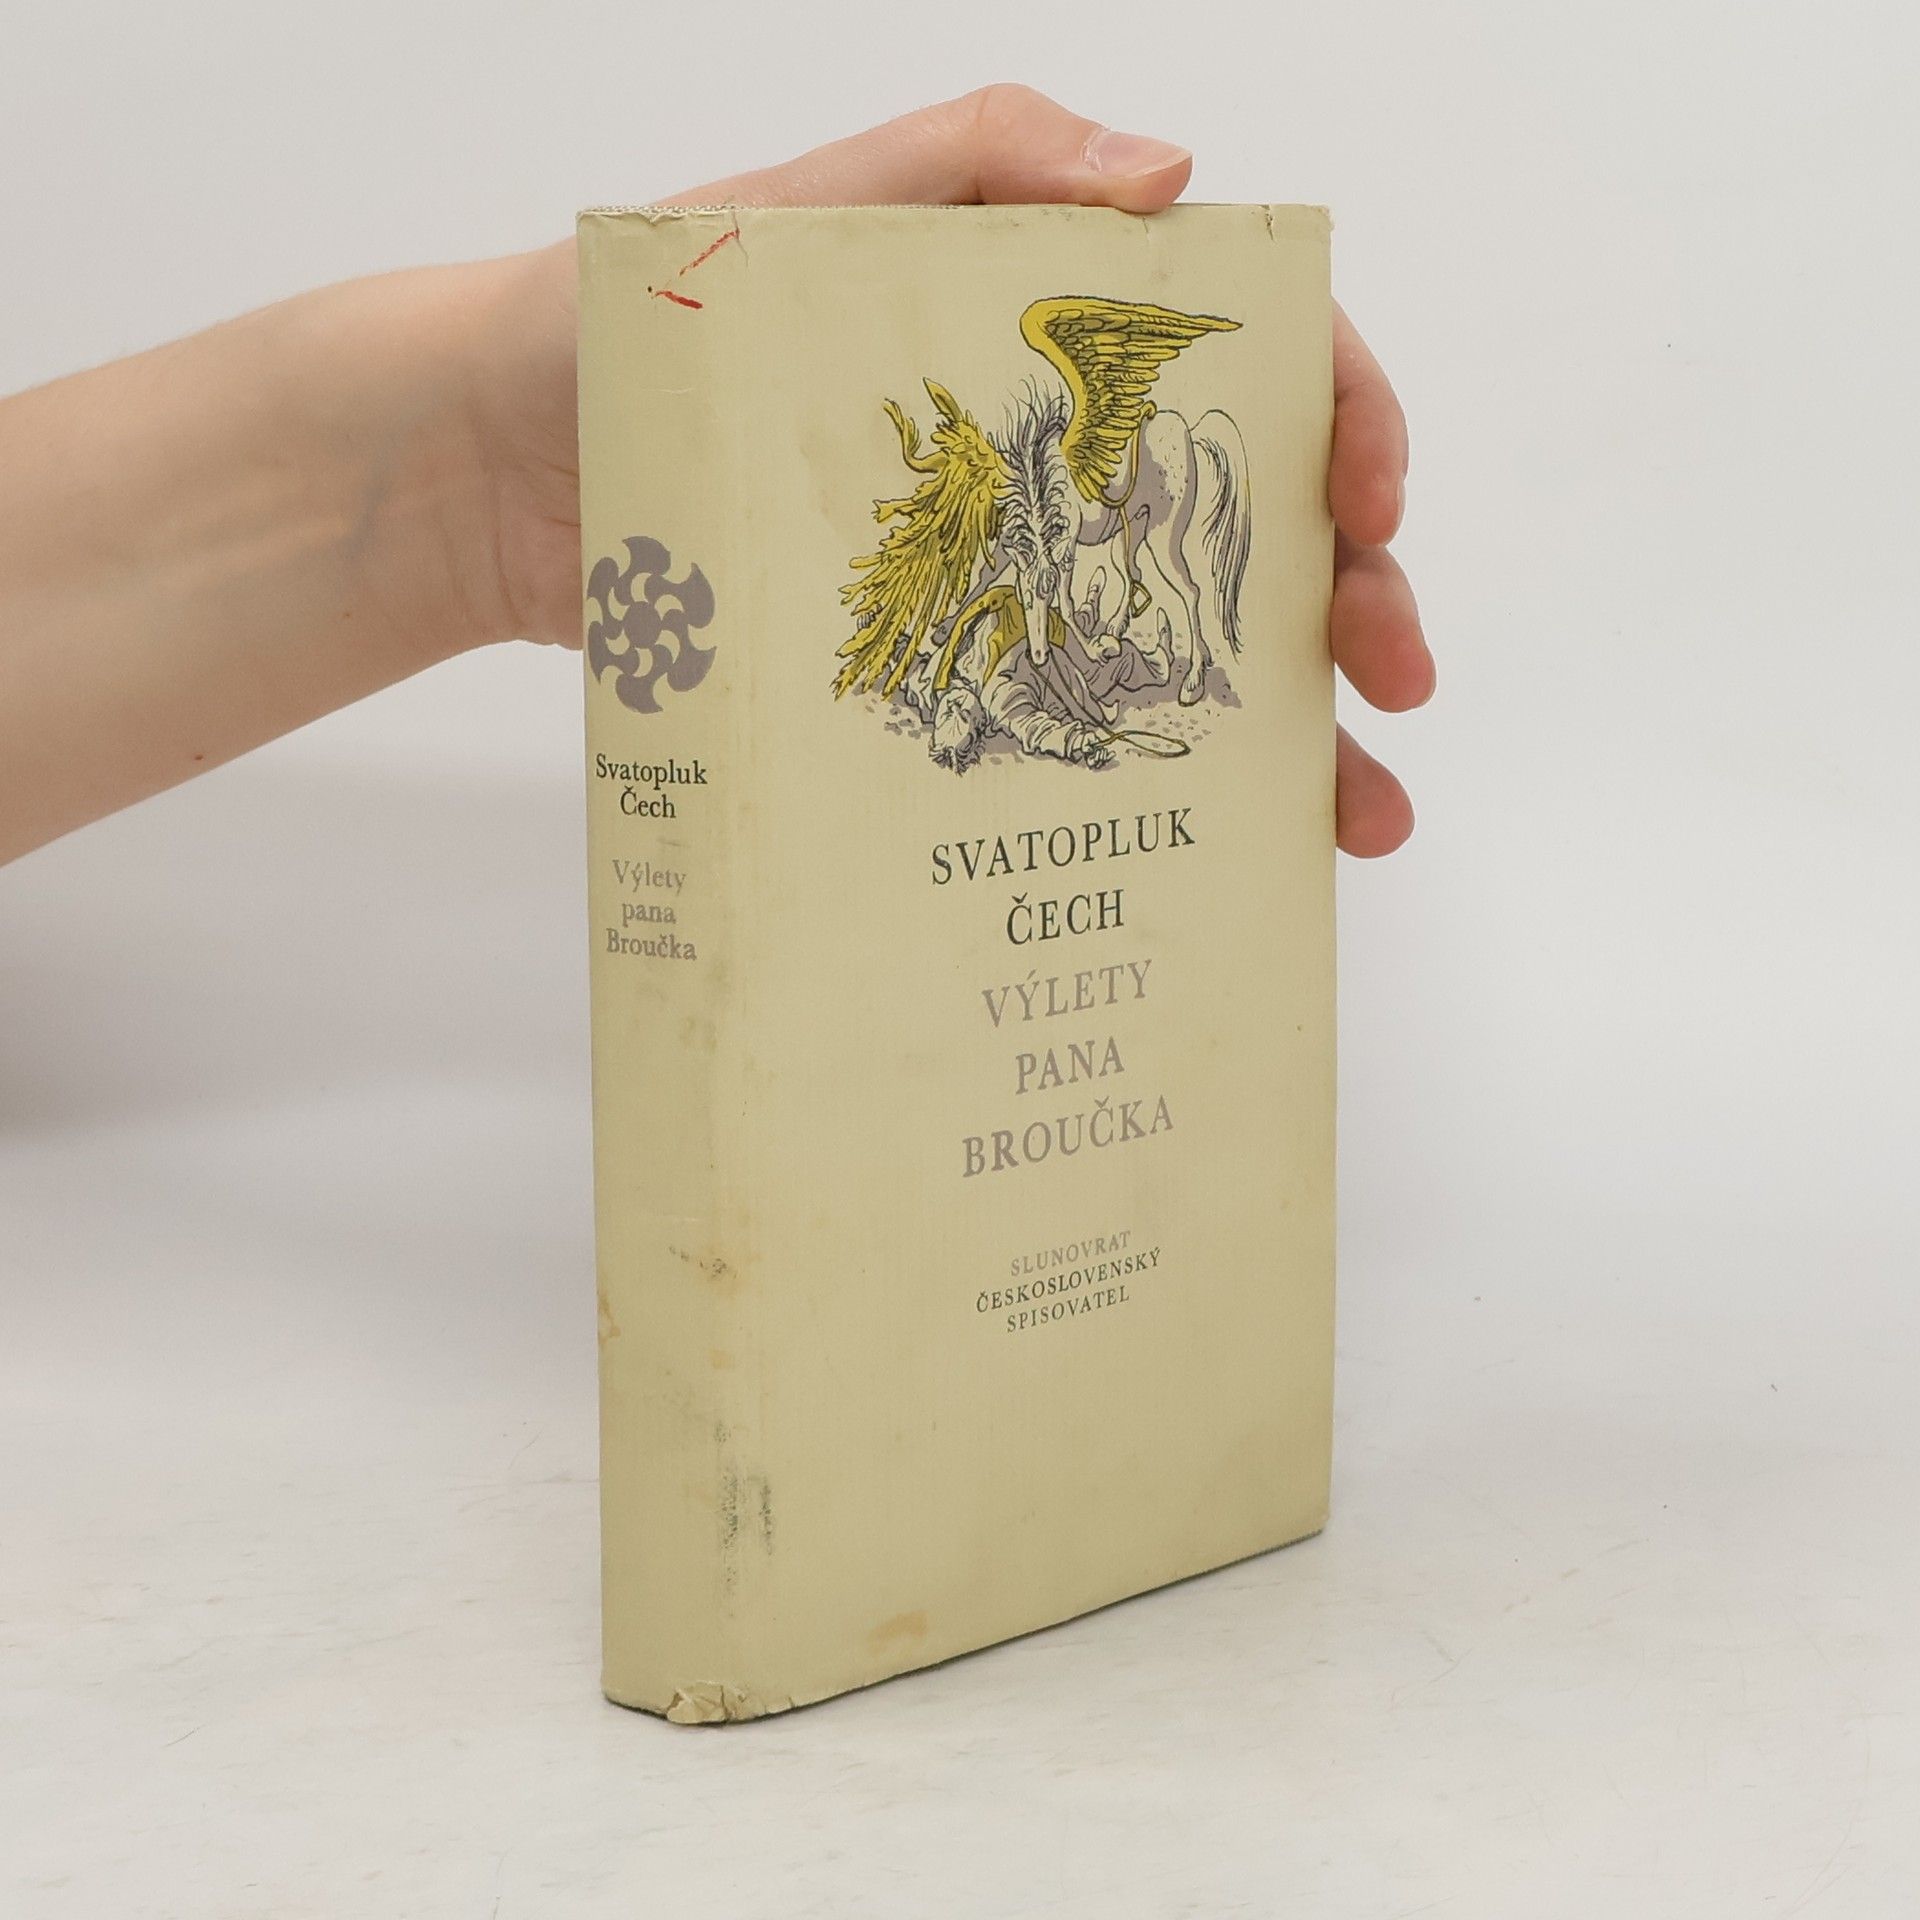 Svatopluk
Čech
Výlety
pana
Broučka
SVATOPLUK
ČECH
VÝLETY
PANA
BROUČKA
SLUNOVRAT
ČESKOSLOVENSKÝ
SPISOVATEL